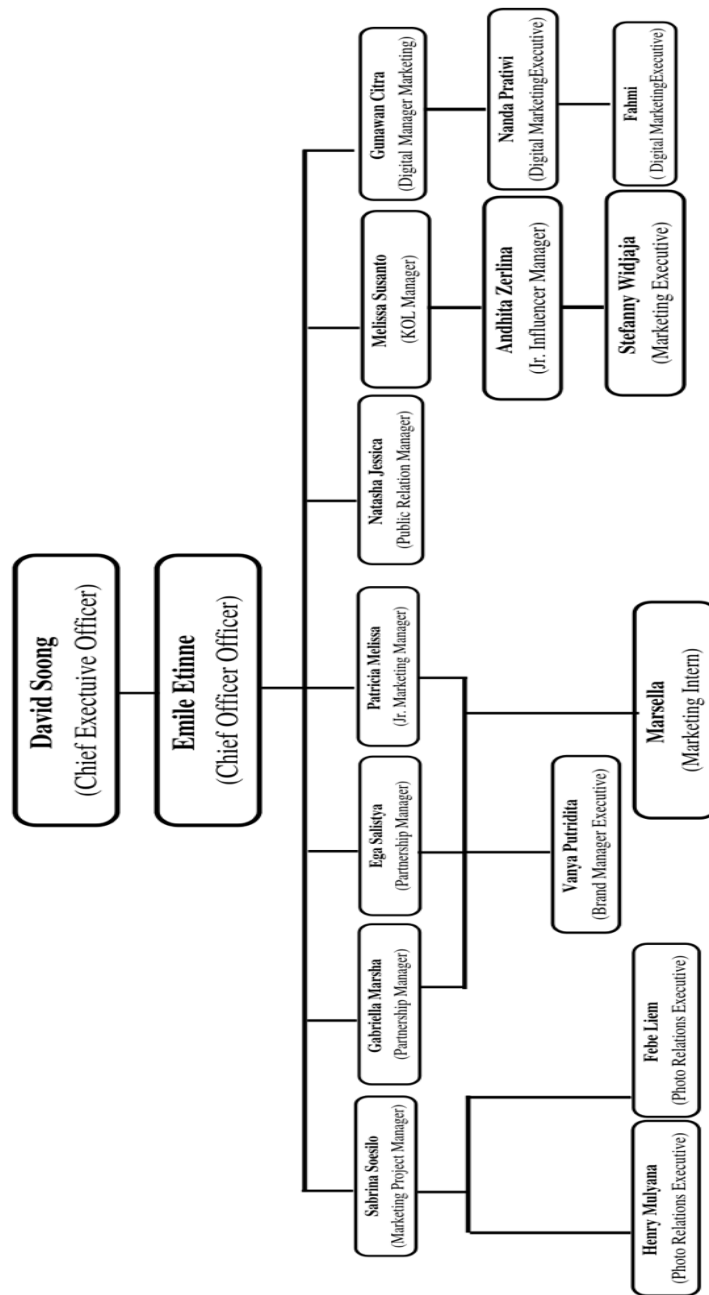 David Soong
(Chief Exectuive Officer)
Emile Etinne
(Chief Officer Officer)
Sabrina Soesilo
(Marketing Project Manager)
Gabriella Marsha
(Partnership Manager)
Ega Salistya
(Partnership Manager)
Patricia Melissa
(Jr. Marketing Manager)
Natasha Jessica
(Public Relation Manager)
Melissa Susanto
(KOL Manager)
Gunawan Citra
(Digital Manager Marketing)
Andhita Zerlina
(Jr. Influencer Manager)
Nanda Pratiwi
(Digital MarketingExecutive)
Vanya Putridita
(Brand Manager Executive)
Henry Mulyana
(Photo Relations Executive)
Febe Liem
(Photo Relations Executive)
Marsella
(Marketing Intern)
Stefanny Widjaja
(Marketing Executive)
Fahmi
( Digital MarketingExecutive)